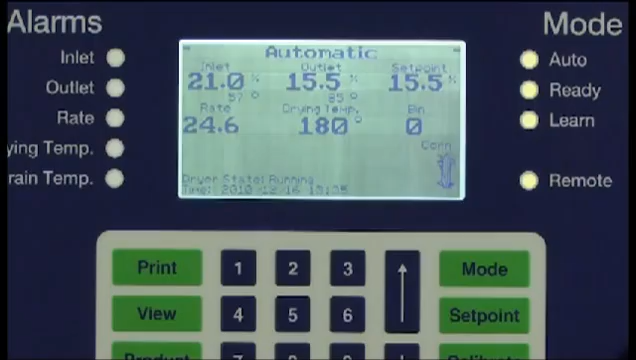 Alarms
Mode
Inlet
Outlet
Rate
ying Temp.
rain Temp.
Automatic
Inlet Outlet Setpoint
21.0 % 15.5 % 15.5 %
57 ° 85 °
Rate Drying Temp. Bin
24.6 180° 0
Corn
Dryer State: Running
Time: 2010/12/16
Auto
Ready
Learn
Remote
Print 1 2 3 Mode
View 4 5 6 Setpoint